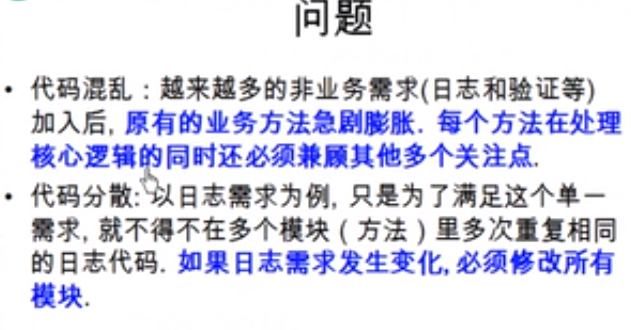 问题
• 代码混乱：越来越多的非业务需求(日志和验证等)
加入后, 原有的业务方法急剧膨胀. 每个方法在处理
核心逻辑的同时还必须兼顾其他多个关注点.
• 代码分散: 以日志需求为例, 只是为了满足这个单一
需求, 就不得不在多个模块（方法）里多次重复相同
的日志代码. 如果日志需求发生变化, 必须修改所有
模块.